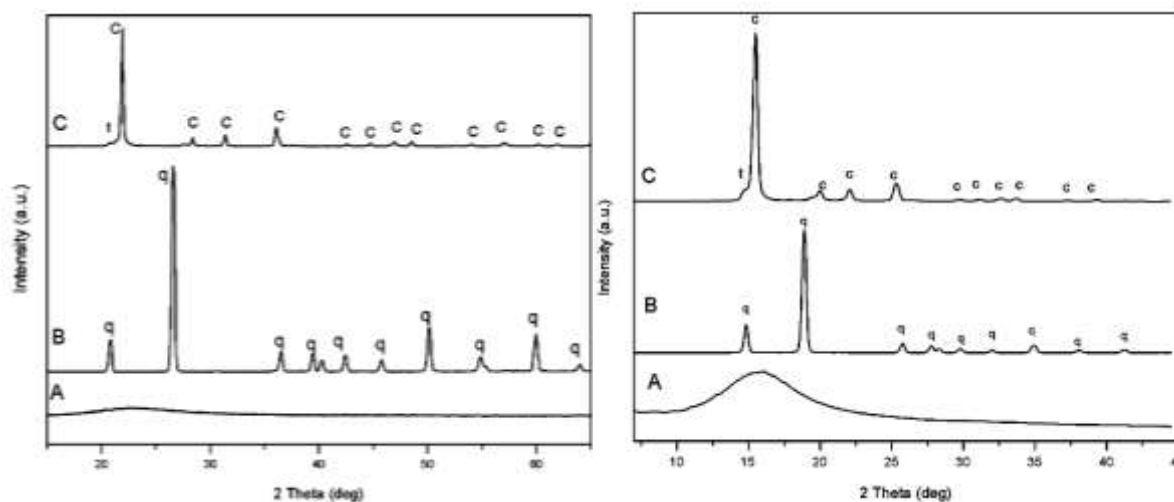 Intensity (a.u.)
C
C t C C C C C C C C C C C
q
B q q q q q q q q q
A
20 30 40 50 60
2 Theta (deg)
Intensity (a.u.)
c
C t c c c c c c c c c
q
B q q q q q q q q
A
10 15 20 25 30 35 40
2 Theta (deg)